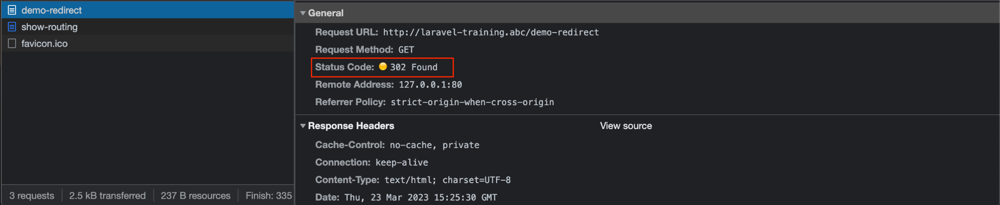 demo-redirect
show-routing
favicon.ico
3 requests
2.5 kB transferred
237 B resources
Finish: 335
General
Request URL: http://laravel-training.abc/demo-redirect
Request Method: GET
Status Code: 302 Found
Remote Address: 127.0.0.1:80
Referrer Policy: strict-origin-when-cross-origin
Response Headers View source
Cache-Control: no-cache, private
Connection: keep-alive
Content-Type: text/html; charset=UTF-8
Date: Thu, 23 Mar 2023 15:25:30 GMT